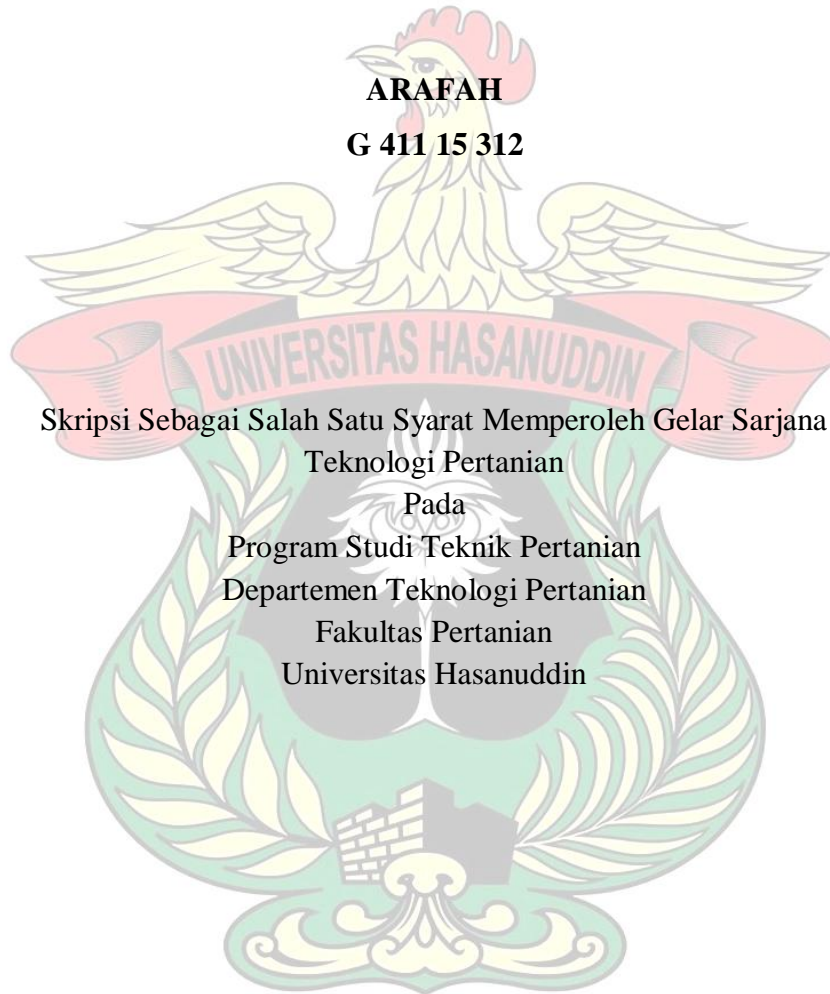 ARAFAH
G 411 15 312
UNIVERSITAS HASANUDDIN
Skripsi Sebagai Salah Satu Syarat Memperoleh Gelar Sarjana
Teknologi Pertanian
Pada
Program Studi Teknik Pertanian
Departemen Teknologi Pertanian
Fakultas Pertanian
Universitas Hasanuddin